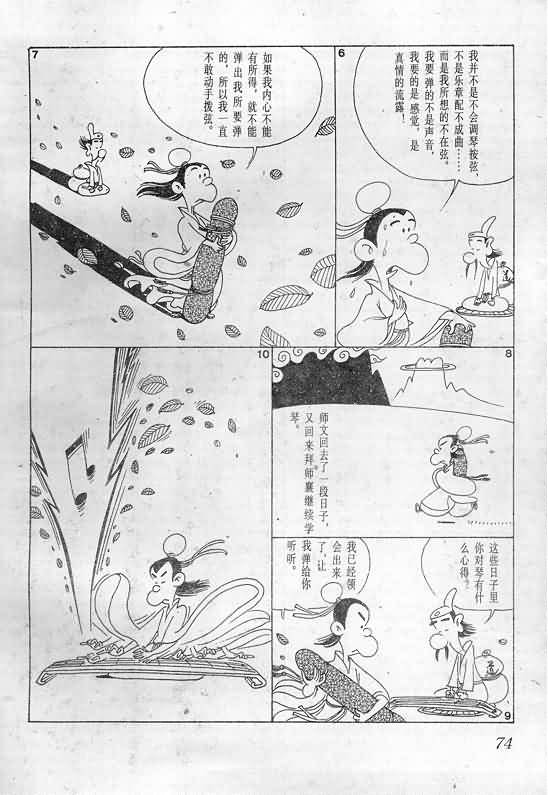 6
我并不是不会调琴按弦，
不是乐章配不成曲……
而是我所想的不在弦。
我要弹的不是声音，
我要的是感觉，是
真情的流露！
7
如果我内心不能
有所得，就不能
弹出我所要弹
的，所以我一直
不敢动手拨弦。
8
师文回去了一段日子，
又回来拜师襄继续学
琴。
9
这些日子里
你对琴有什
么心得？
我已经领
会出来
了，让
我弹给你
听听。
10
74